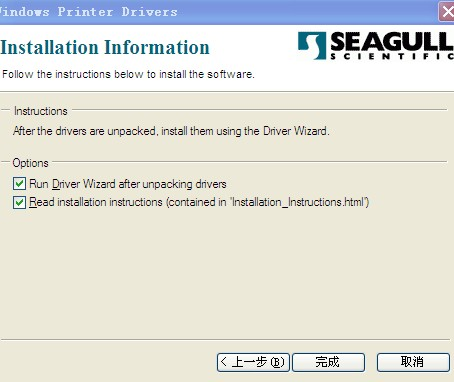 Windows Printer Drivers
Installation Information
SEAGULL
SCIENTIFIC
Follow the instructions below to install the software.
Instructions
After the drivers are unpacked, install them using the Driver Wizard.
Options
Run Driver Wizard after unpacking drivers
Read installation instructions (contained in 'Installation_Instructions.html')
< 上一步(B)
完成
取消